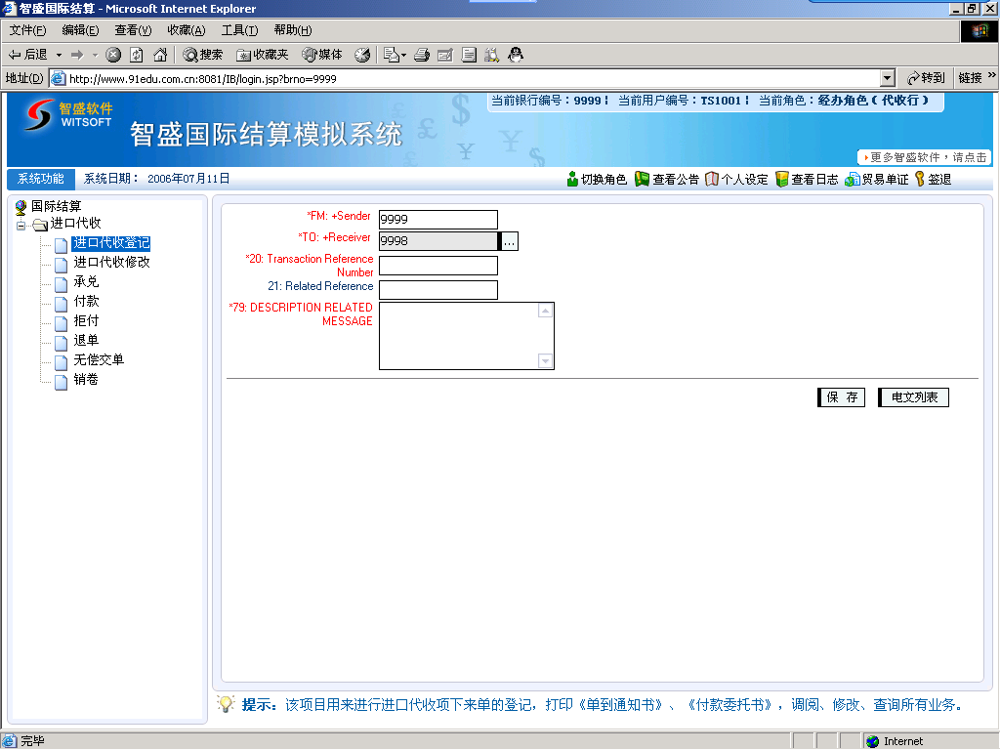 智盛国际结算 - Microsoft Internet Explorer
文件(F) 编辑(E) 查看(V) 收藏(A) 工具(T) 帮助(H)
后退 搜索 收藏夹 媒体
地址(D) http://www.91edu.com.cn:8081/IB/login.jsp?brno=9999 转到 链接 »
当前银行编号：9999 | 当前用户编号：TS1001 | 当前角色：经办角色（代收行）
智盛软件
WITSOFT
智盛国际结算模拟系统
更多智盛软件，请点击
系统功能 系统日期： 2006年07月11日 切换角色 查看公告 个人设定 查看日志 贸易单证 签退
国际结算
进口代收
进口代收登记
进口代收修改
承兑
付款
拒付
退单
无偿交单
销卷
*FM: +Sender 9999
*TO: +Receiver 9998 ...
*20: Transaction Reference
Number
21: Related Reference
*79: DESCRIPTION RELATED
MESSAGE
保 存 电文列表
提示：该项目用来进行进口代收项下来单的登记，打印《单到通知书》、《付款委托书》，调阅、修改、查询所有业务。
完毕 Internet